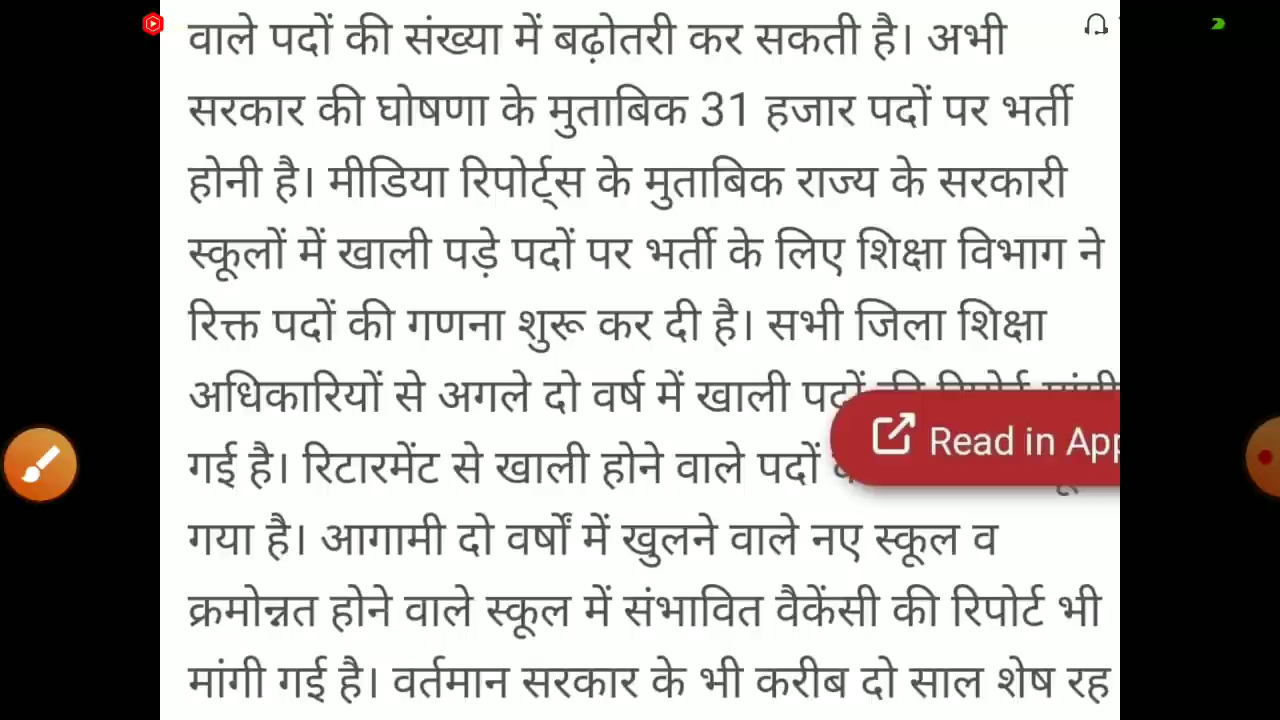 वाले पदों की संख्या में बढ़ोतरी कर सकती है। अभी
सरकार की घोषणा के मुताबिक 31 हजार पदों पर भर्ती
होनी है। मीडिया रिपोर्ट्स के मुताबिक राज्य के सरकारी
स्कूलों में खाली पड़े पदों पर भर्ती के लिए शिक्षा विभाग ने
रिक्त पदों की गणना शुरू कर दी है। सभी जिला शिक्षा
अधिकारियों से अगले दो वर्ष में खाली पदों
Read in App
गई है। रिटारमेंट से खाली होने वाले पदों
गया है। आगामी दो वर्षों में खुलने वाले नए स्कूल व
क्रमोन्नत होने वाले स्कूल में संभावित वैकेंसी की रिपोर्ट भी
मांगी गई है। वर्तमान सरकार के भी करीब दो साल शेष रह